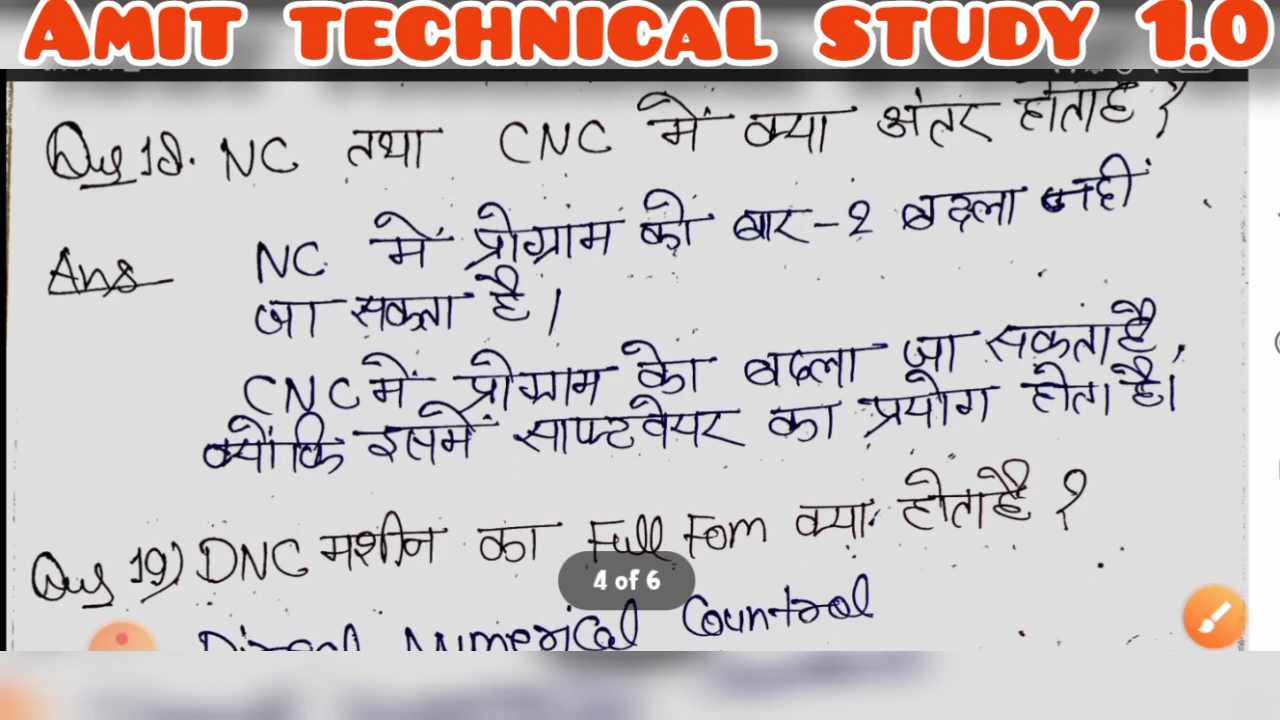 AMIT TECHNICAL STUDY 1.0
Que 18. NC तथा CNC में क्या अंतर होता है ?
Ans NC में प्रोग्राम को बार-2 बदला नहीं
जा सकता है।
CNC में प्रोग्राम को बदला जा सकता है,
क्योंकि इसमें साफ्टवेयर का प्रयोग होता है।
Que 19) DNC मशीन का Full Fom क्या होता है ?
4 of 6
Numerical Countrol